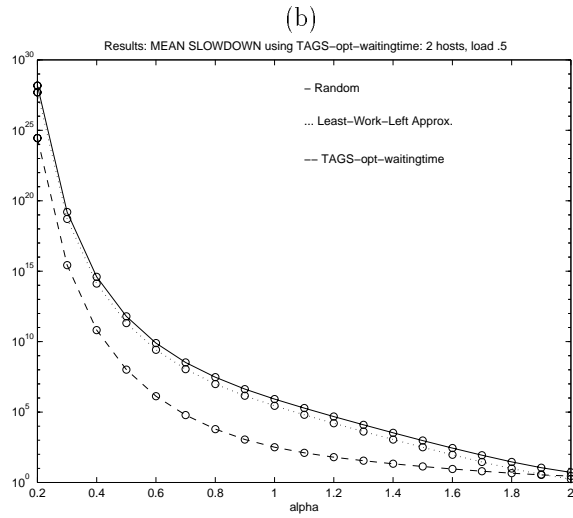 (b)
Results: MEAN SLOWDOWN using TAGS−opt−waitingtime: 2 hosts, load .5
− Random
... Least−Work−Left Approx.
−− TAGS−opt−waitingtime
10^30
10^25
10^20
10^15
10^10
10^5
10^0
0.2 0.4 0.6 0.8 1 1.2 1.4 1.6 1.8 2
alpha